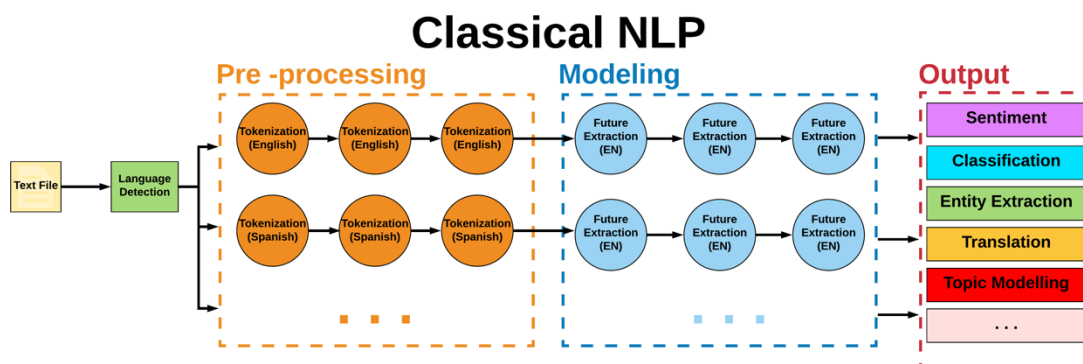 Classical NLP
Pre -processing
Modeling
Output
Text File
Language
Detection
Tokenization
(English)
Tokenization
(English)
Tokenization
(English)
Future
Extraction
(EN)
Future
Extraction
(EN)
Future
Extraction
(EN)
Tokenization
(Spanish)
Tokenization
(Spanish)
Tokenization
(Spanish)
Future
Extraction
(EN)
Future
Extraction
(EN)
Future
Extraction
(EN)
Sentiment
Classification
Entity Extraction
Translation
Topic Modelling
. . .